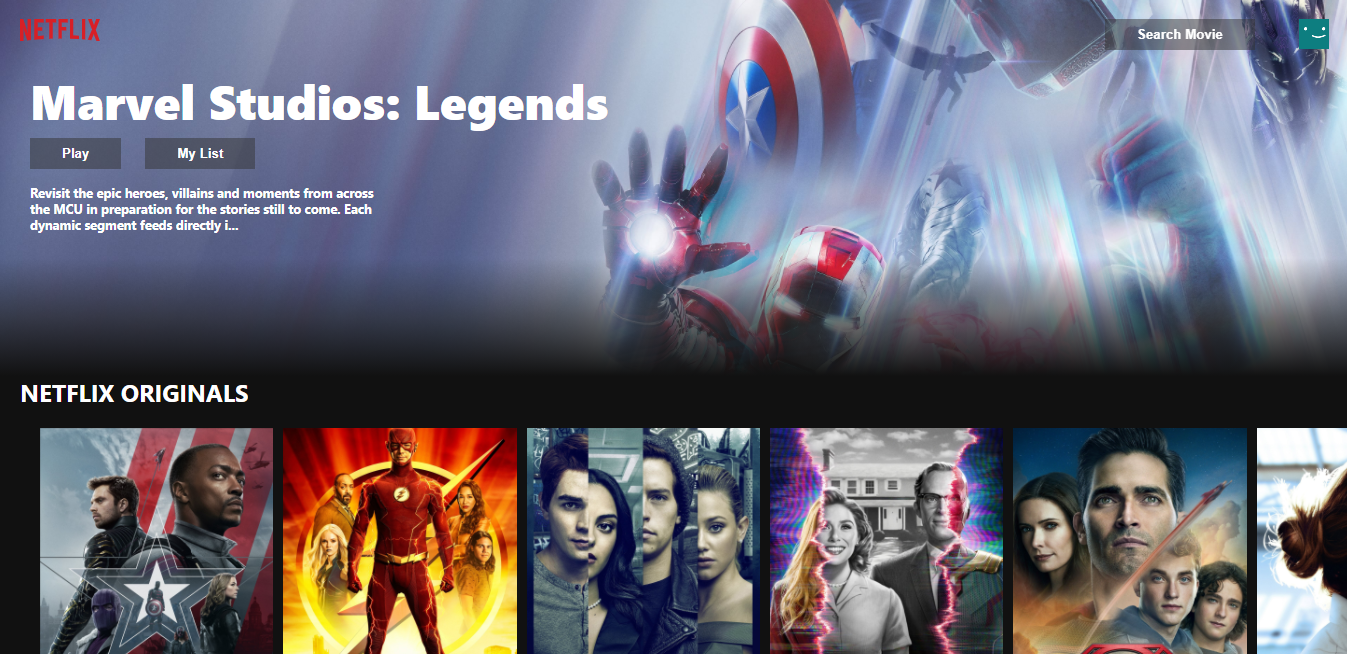 NETFLIX
Search Movie
Marvel Studios: Legends
Play
My List
Revisit the epic heroes, villains and moments from across
the MCU in preparation for the stories still to come. Each
dynamic segment feeds directly i...
NETFLIX ORIGINALS